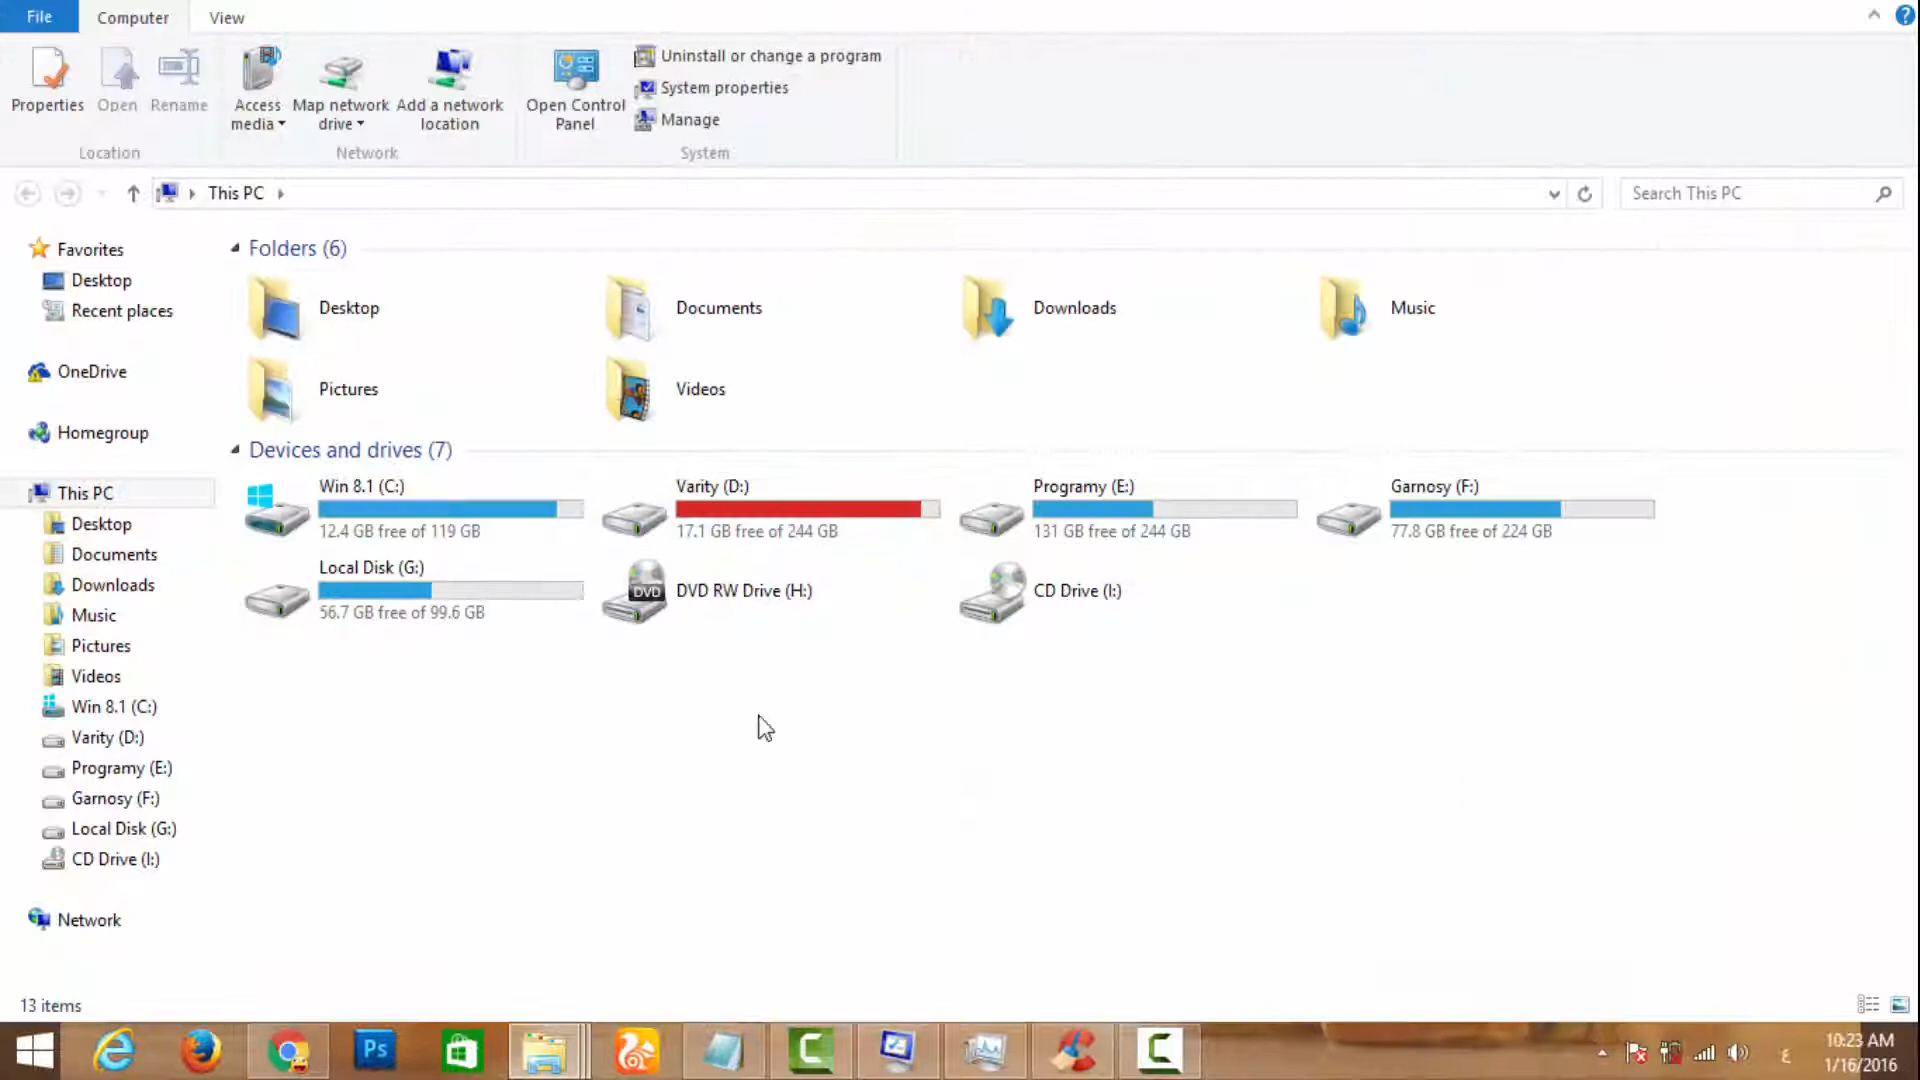 File Computer View
Properties Open Rename Access media Map network drive Add a network location Open Control Panel
Uninstall or change a program
System properties
Manage
Location Network System
This PC Search This PC
Favorites
Desktop
Recent places
OneDrive
Homegroup
This PC
Desktop
Documents
Downloads
Music
Pictures
Videos
Win 8.1 (C:)
Varity (D:)
Programy (E:)
Garnosy (F:)
Local Disk (G:)
CD Drive (I:)
Network
Folders (6)
Desktop Documents Downloads Music
Pictures Videos
Devices and drives (7)
Win 8.1 (C:) Varity (D:) Programy (E:) Garnosy (F:)
12.4 GB free of 119 GB 17.1 GB free of 244 GB 131 GB free of 244 GB 77.8 GB free of 224 GB
Local Disk (G:)
DVD DVD RW Drive (H:) CD Drive (I:)
56.7 GB free of 99.6 GB
13 items
Ps ع 10:23 AM
1/16/2016